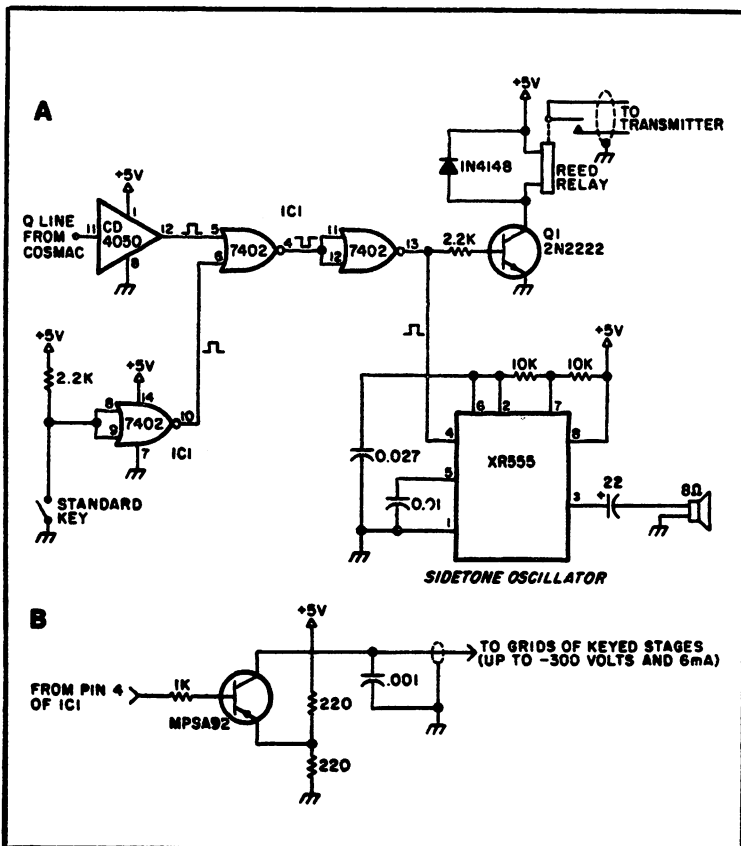 A
+5V
TO
TRANSMITTER
1N4148
REED
RELAY
+5V
Q LINE
FROM
COSMAC
11
CD
4050
1
8
12
IC1
5
6
7402
4
11
12
7402
13
2.2K
Q1
2N2222
+5V
2.2K
+5V
14
8
9
7402
10
7
IC1
STANDARD
KEY
+5V
10K
10K
6
2
7
4
8
XR555
0.027
5
0.01
1
3
22
+
8Ω
SIDETONE OSCILLATOR
B
+5V
TO GRIDS OF KEYED STAGES
(UP TO -300 VOLTS AND 6mA)
FROM PIN 4
OF IC1
1K
MPSA92
.001
220
220